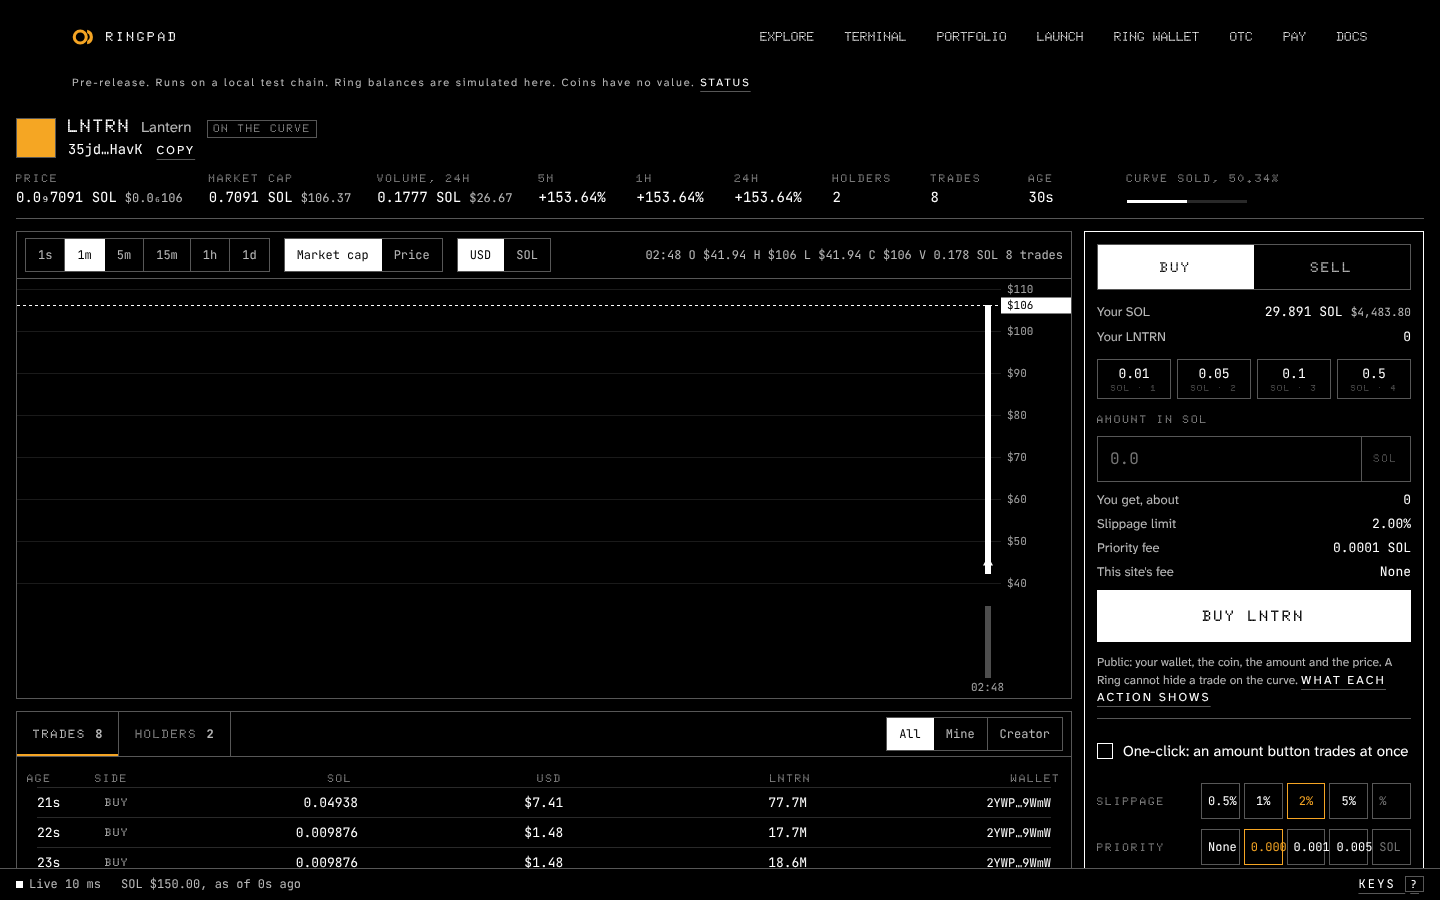 RINGPAD
EXPLORE TERMINAL PORTFOLIO LAUNCH RING WALLET OTC PAY DOCS
Pre-release. Runs on a local test chain. Ring balances are simulated here. Coins have no value. STATUS
LNTRN Lantern ON THE CURVE
35jd…HavK COPY
PRICE MARKET CAP VOLUME, 24H 5M 1H 24H HOLDERS TRADES AGE CURVE SOLD, 50.34%
0.0₉7091 SOL $0.0₆106 0.7091 SOL $106.37 0.1777 SOL $26.67 +153.64% +153.64% +153.64% 2 8 30s
1s 1m 5m 15m 1h 1d Market cap Price USD SOL 02:48 O $41.94 H $106 L $41.94 C $106 V 0.178 SOL 8 trades
$110
$106
$100
$90
$80
$70
$60
$50
$40
02:48
BUY SELL
Your SOL 29.891 SOL $4,483.80
Your LNTRN 0
0.01 0.05 0.1 0.5
SOL · 1 SOL · 2 SOL · 3 SOL · 4
AMOUNT IN SOL
0.0 SOL
You get, about 0
Slippage limit 2.00%
Priority fee 0.0001 SOL
This site's fee None
BUY LNTRN
Public: your wallet, the coin, the amount and the price. A
Ring cannot hide a trade on the curve. WHAT EACH
ACTION SHOWS
One-click: an amount button trades at once
SLIPPAGE 0.5% 1% 2% 5% %
PRIORITY None 0.000 0.001 0.005 SOL
TRADES 8 HOLDERS 2 All Mine Creator
AGE SIDE SOL USD LNTRN WALLET
21s BUY 0.04938 $7.41 77.7M 2YWP…9WmW
22s BUY 0.009876 $1.48 17.7M 2YWP…9WmW
23s BUY 0.009876 $1.48 18.6M 2YWP…9WmW
Live 10 ms SOL $150.00, as of 0s ago KEYS ?